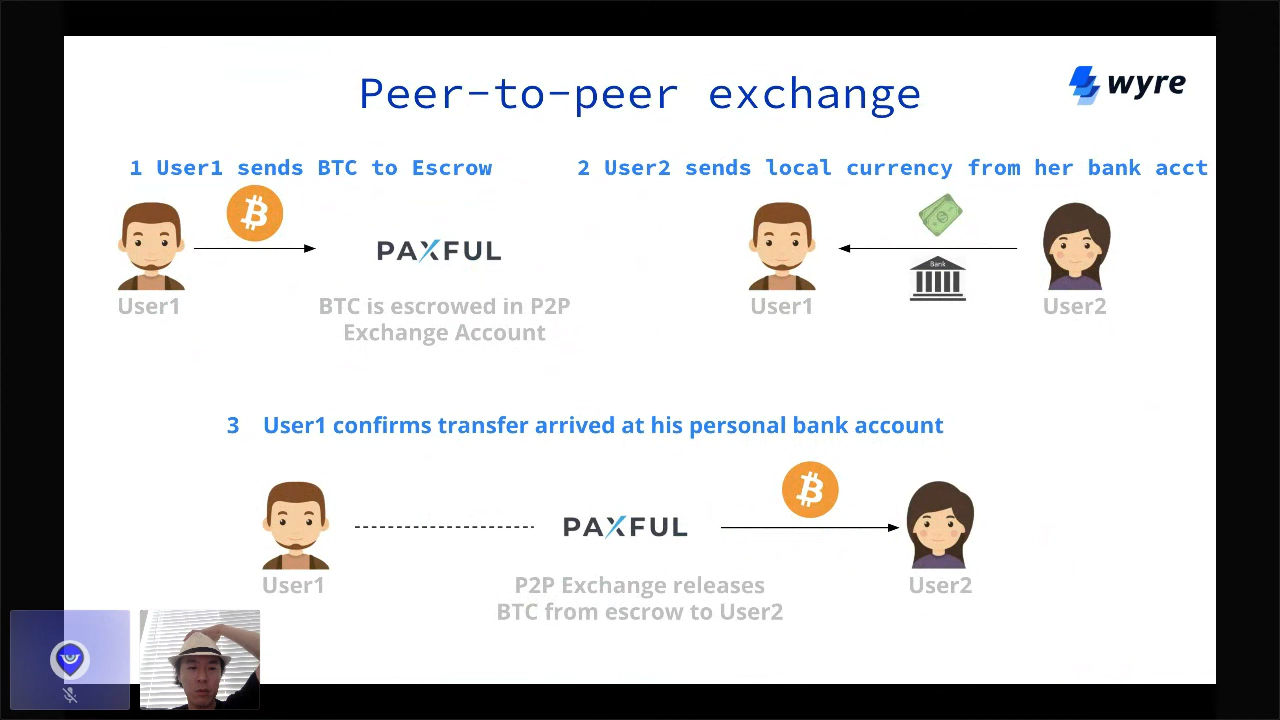 Peer-to-peer exchange
wyre
1 User1 sends BTC to Escrow
2 User2 sends local currency from her bank acct
PAXFUL
Bank
User1
BTC is escrowed in P2P
Exchange Account
User1
User2
3 User1 confirms transfer arrived at his personal bank account
PAXFUL
User1
P2P Exchange releases
BTC from escrow to User2
User2